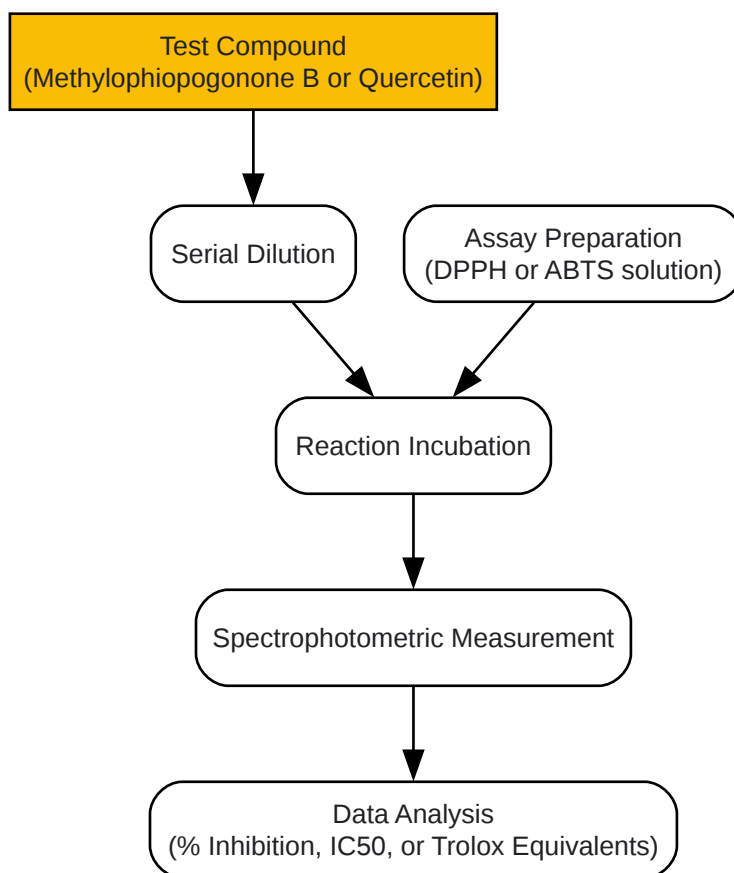 Test Compound
(Methylophiopogonone B or Quercetin)
Serial Dilution
Assay Preparation
(DPPH or ABTS solution)
Reaction Incubation
Spectrophotometric Measurement
Data Analysis
(% Inhibition, IC50, or Trolox Equivalents)